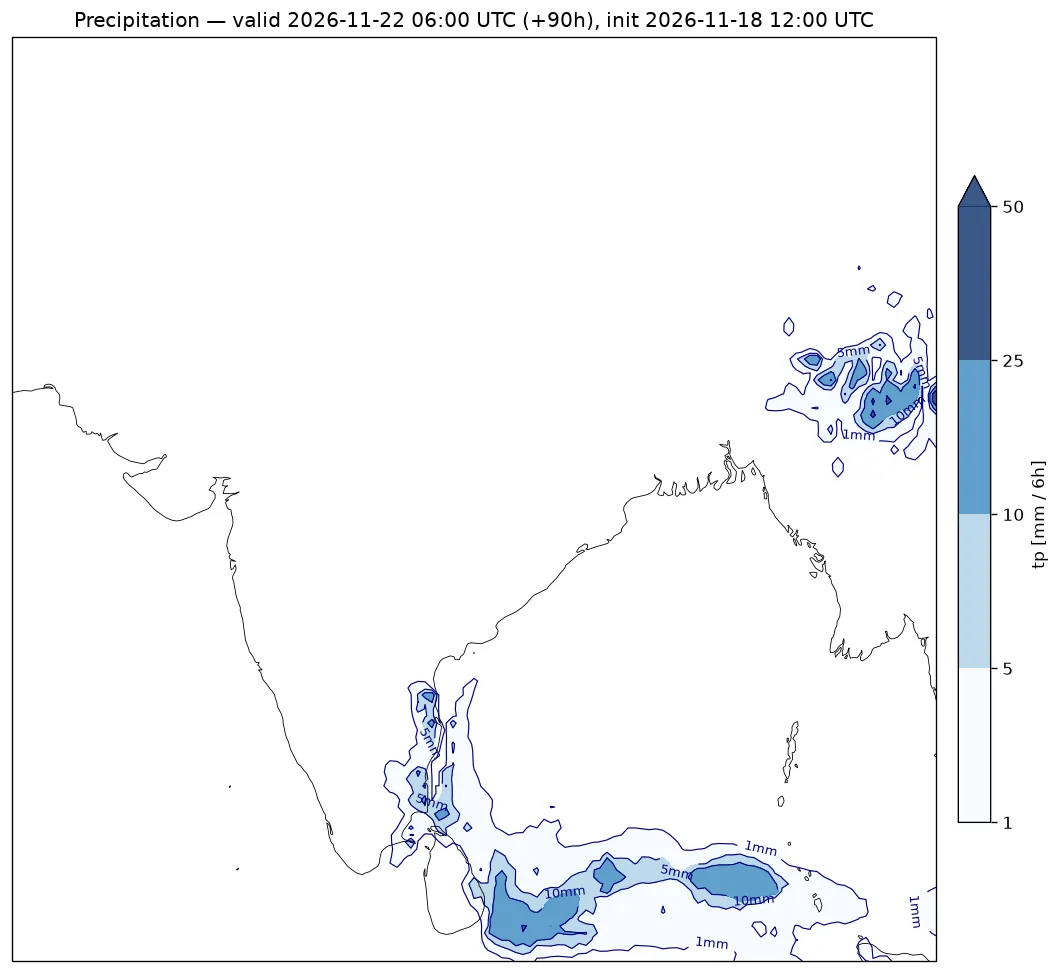 Precipitation — valid 2026-11-22 06:00 UTC (+90h), init 2026-11-18 12:00 UTC
50
25
10
5
1
tp [mm / 6h]
5mm
5mm
10mm
1mm
5mm
5mm
1mm
5mm
10mm
10mm
1mm
1mm